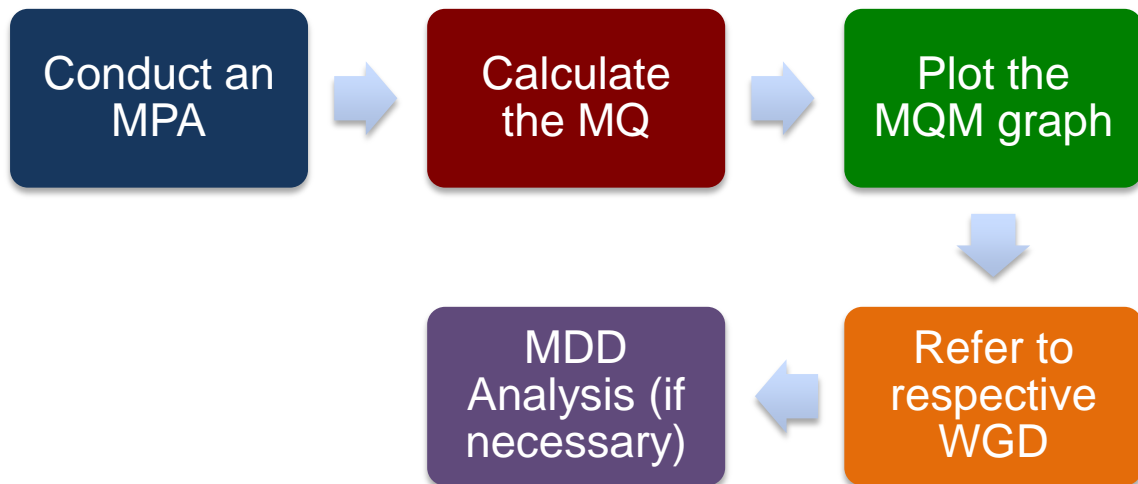 Conduct an
MPA
Calculate
the MQ
Plot the
MQM graph
Refer to
respective
WGD
MDD
Analysis (if
necessary)